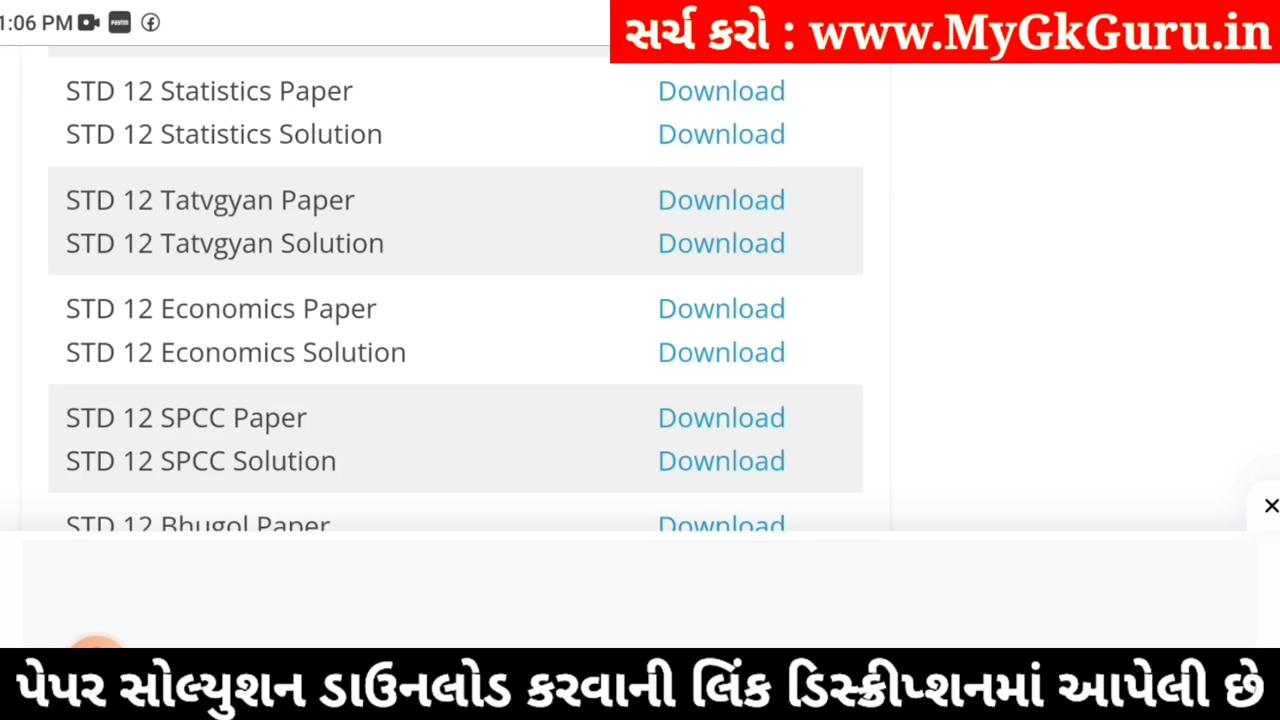 1:06 PM
સર્ચ કરો : www.MyGkGuru.in
STD 12 Statistics Paper Download
STD 12 Statistics Solution Download
STD 12 Tatvgyan Paper Download
STD 12 Tatvgyan Solution Download
STD 12 Economics Paper Download
STD 12 Economics Solution Download
STD 12 SPCC Paper Download
STD 12 SPCC Solution Download
STD 12 Bhugol Paper Download
પેપર સોલ્યુશન ડાઉનલોડ કરવાની લિંક ડિસ્ક્રીપ્શનમાં આપેલી છે